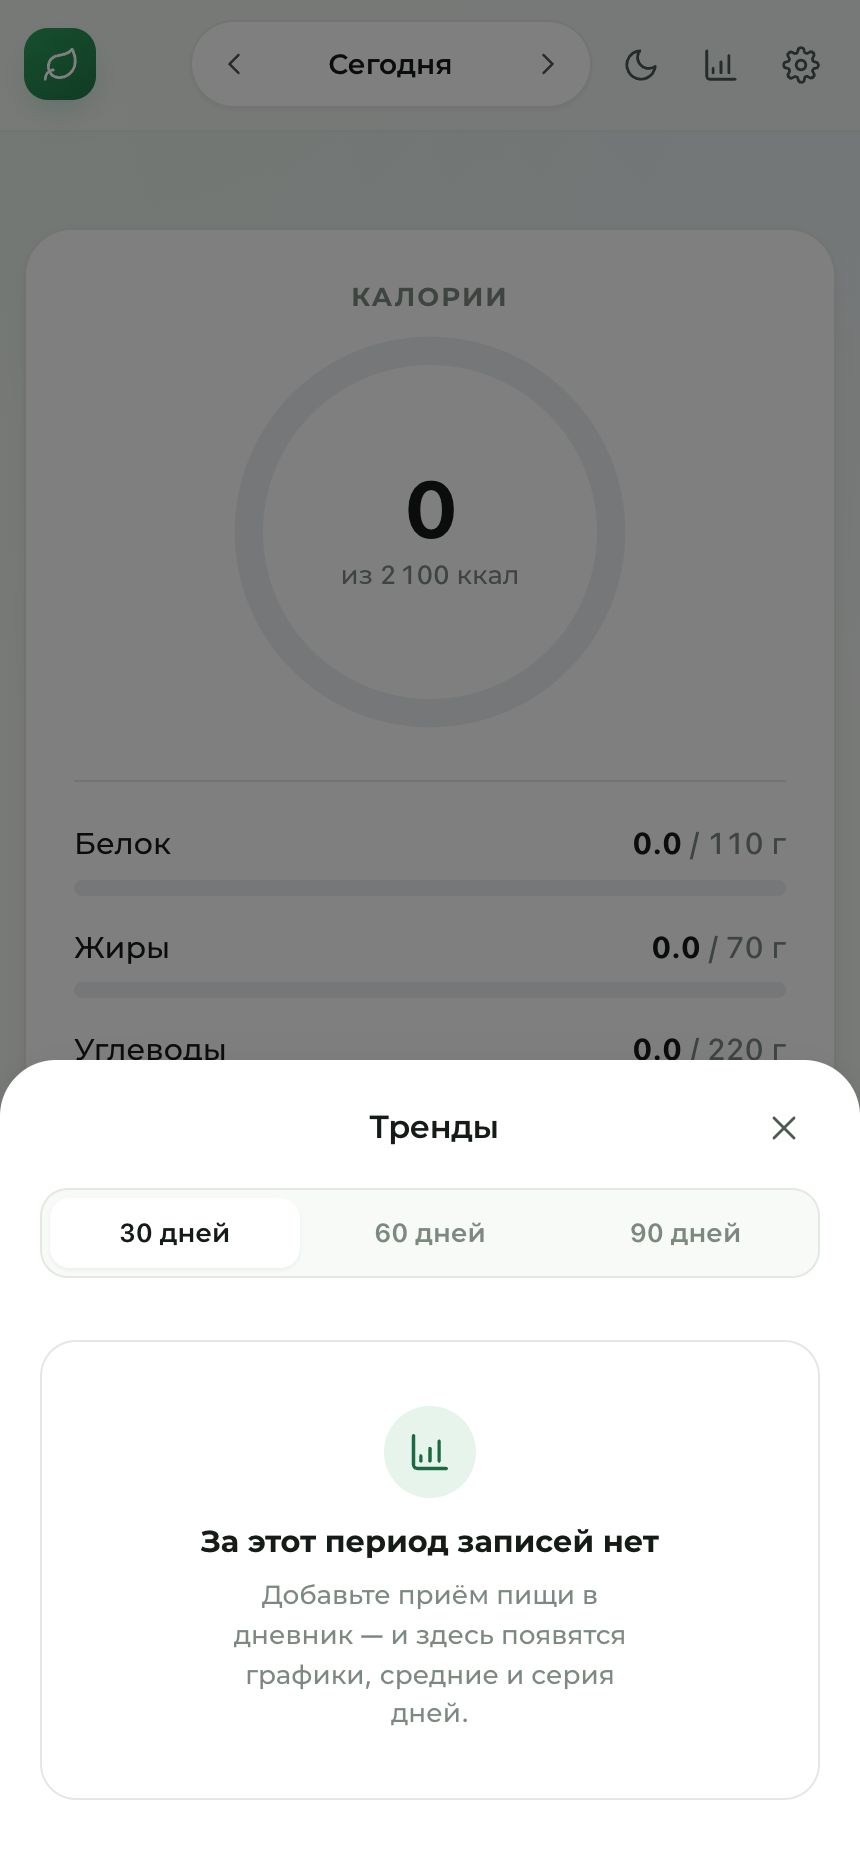 Сегодня
КАЛОРИИ
0
из 2 100 ккал
Белок 0.0 / 110 г
Жиры 0.0 / 70 г
Углеводы 0.0 / 220 г
Тренды
30 дней 60 дней 90 дней
За этот период записей нет
Добавьте приём пищи в
дневник — и здесь появятся
графики, средние и серия
дней.